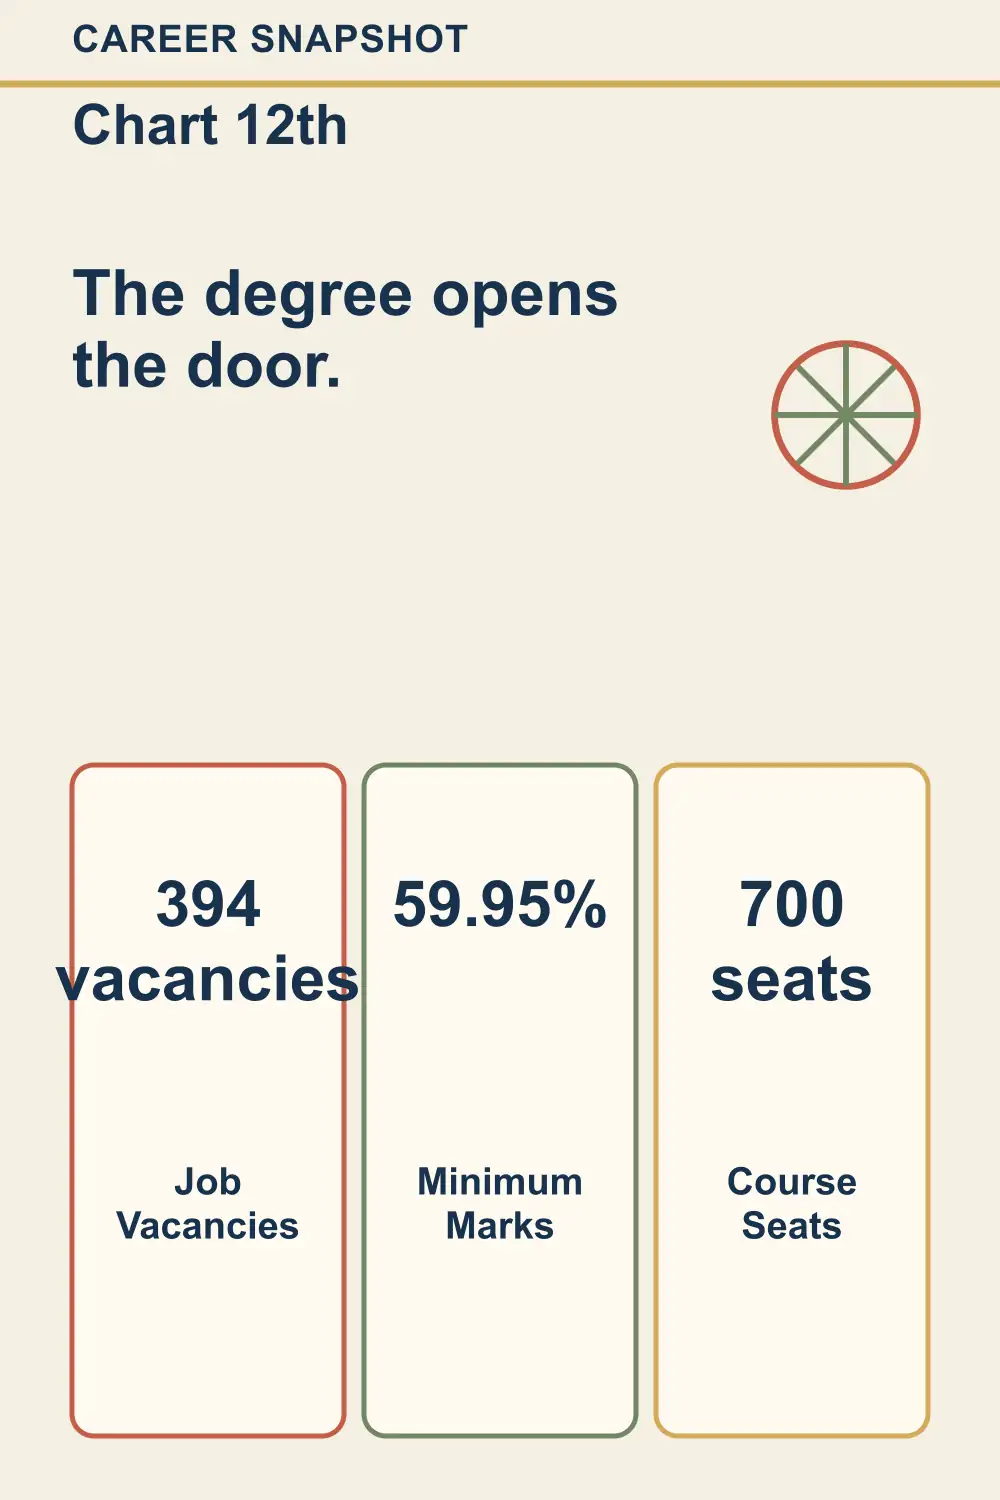 CAREER SNAPSHOT
Chart 12th
The degree opens
the door.
394
vacancies
Job
Vacancies
59.95%
Minimum
Marks
700
seats
Course
Seats